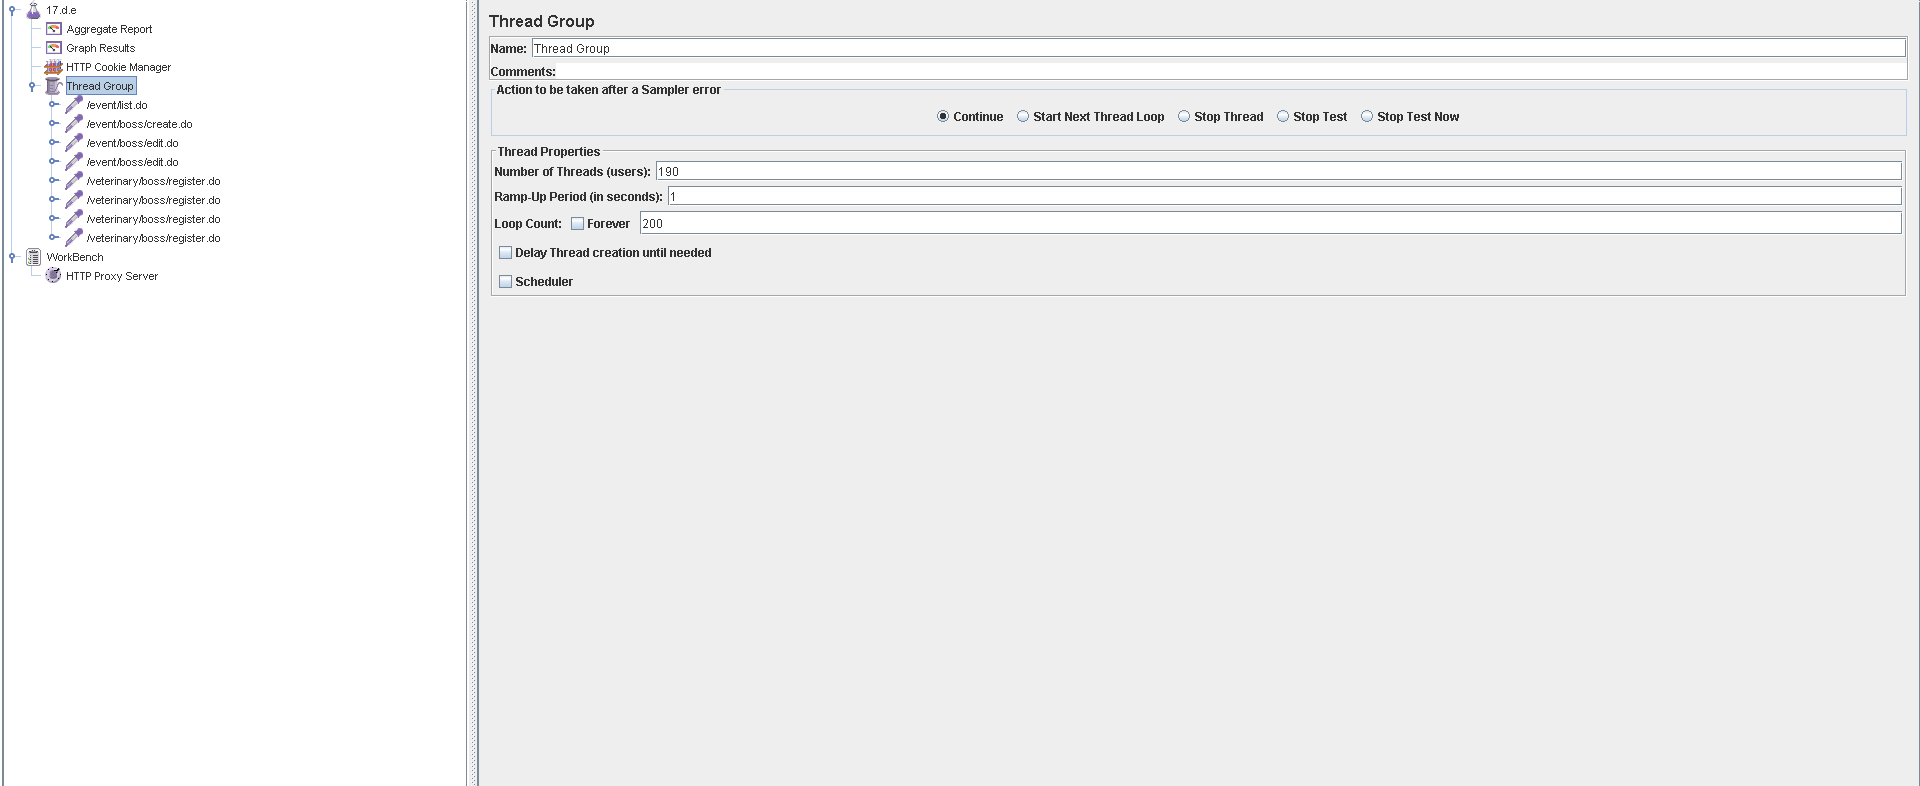 17.d.e
Aggregate Report
Graph Results
HTTP Cookie Manager
Thread Group
/event/list.do
/event/boss/create.do
/event/boss/edit.do
/event/boss/edit.do
/veterinary/boss/register.do
/veterinary/boss/register.do
/veterinary/boss/register.do
/veterinary/boss/register.do
WorkBench
HTTP Proxy Server
Thread Group
Name: Thread Group
Comments:
Action to be taken after a Sampler error
Continue Start Next Thread Loop Stop Thread Stop Test Stop Test Now
Thread Properties
Number of Threads (users): 190
Ramp-Up Period (in seconds): 1
Loop Count: Forever 200
Delay Thread creation until needed
Scheduler